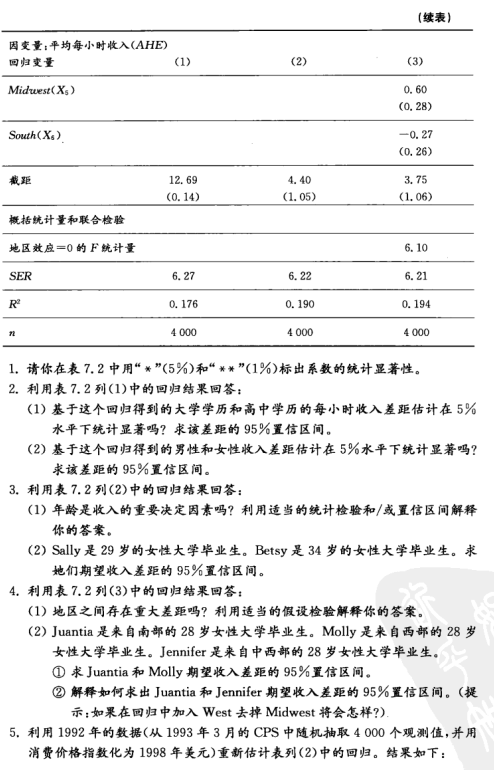 (续表)
因变量:平均每小时收入(AHE)
回归变量 (1) (2) (3)
Midwest(X₅) 0.60
(0.28)
South(X₆) −0.27
(0.26)
截距 12.69 4.40 3.75
(0.14) (1.05) (1.06)
概括统计量和联合检验
地区效应=0 的 F 统计量 6.10
SER 6.27 6.22 6.21
R² 0.176 0.190 0.194
n 4 000 4 000 4 000
1. 请你在表 7.2 中用“*”(5%)和“**”(1%)标出系数的统计显著性。
2. 利用表 7.2 列(1)中的回归结果回答:
(1) 基于这个回归得到的大学学历和高中学历的每小时收入差距估计在 5%
水平下统计显著吗? 求该差距的 95%置信区间。
(2) 基于这个回归得到的男性和女性收入差距估计在 5%水平下统计显著吗?
求该差距的 95%置信区间。
3. 利用表 7.2 列(2)中的回归结果回答:
(1) 年龄是收入的重要决定因素吗? 利用适当的统计检验和/或置信区间解释
你的答案。
(2) Sally 是 29 岁的女性大学毕业生。Betsy 是 34 岁的女性大学毕业生。求
她们期望收入差距的 95%置信区间。
4. 利用表 7.2 列(3)中的回归结果回答:
(1) 地区之间存在重大差距吗? 利用适当的假设检验解释你的答案。
(2) Juantia 是来自南部的 28 岁女性大学毕业生。Molly 是来自西部的 28 岁
女性大学毕业生。Jennifer 是来自中西部的 28 岁女性大学毕业生。
① 求 Juantia 和 Molly 期望收入差距的 95%置信区间。
② 解释如何求出 Juantia 和 Jennifer 期望收入差距的 95%置信区间。(提
示:如果在回归中加入 West 去掉 Midwest 将会怎样?)
5. 利用 1992 年的数据(从 1993 年 3 月的 CPS 中随机抽取 4 000 个观测值,并用
消费价格指数化为 1998 年美元)重新估计表列(2)中的回归。结果如下: